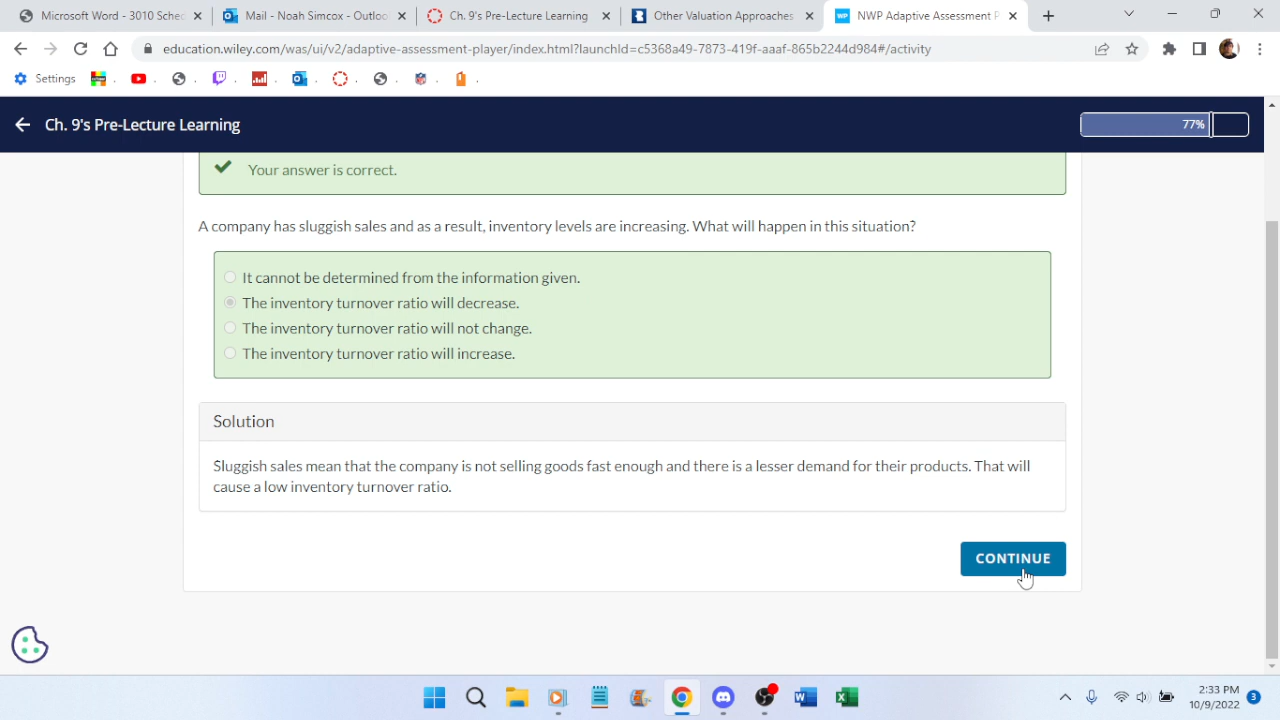 Microsoft Word - 3010 Sched
Mail - Noah Simcox - Outlook
Ch. 9's Pre-Lecture Learning
Other Valuation Approaches
WP NWP Adaptive Assessment P
education.wiley.com/was/ui/v2/adaptive-assessment-player/index.html?launchId=c5368a49-7873-419f-aaaf-865b2244d984#/activity
Settings
Ch. 9's Pre-Lecture Learning
77%
Your answer is correct.
A company has sluggish sales and as a result, inventory levels are increasing. What will happen in this situation?
It cannot be determined from the information given.
The inventory turnover ratio will decrease.
The inventory turnover ratio will not change.
The inventory turnover ratio will increase.
Solution
Sluggish sales mean that the company is not selling goods fast enough and there is a lesser demand for their products. That will
cause a low inventory turnover ratio.
CONTINUE
2:33 PM
10/9/2022
3